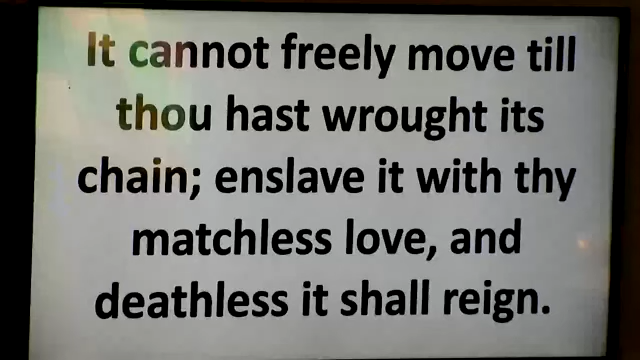 It cannot freely move till
thou hast wrought its
chain; enslave it with thy
matchless love, and
deathless it shall reign.